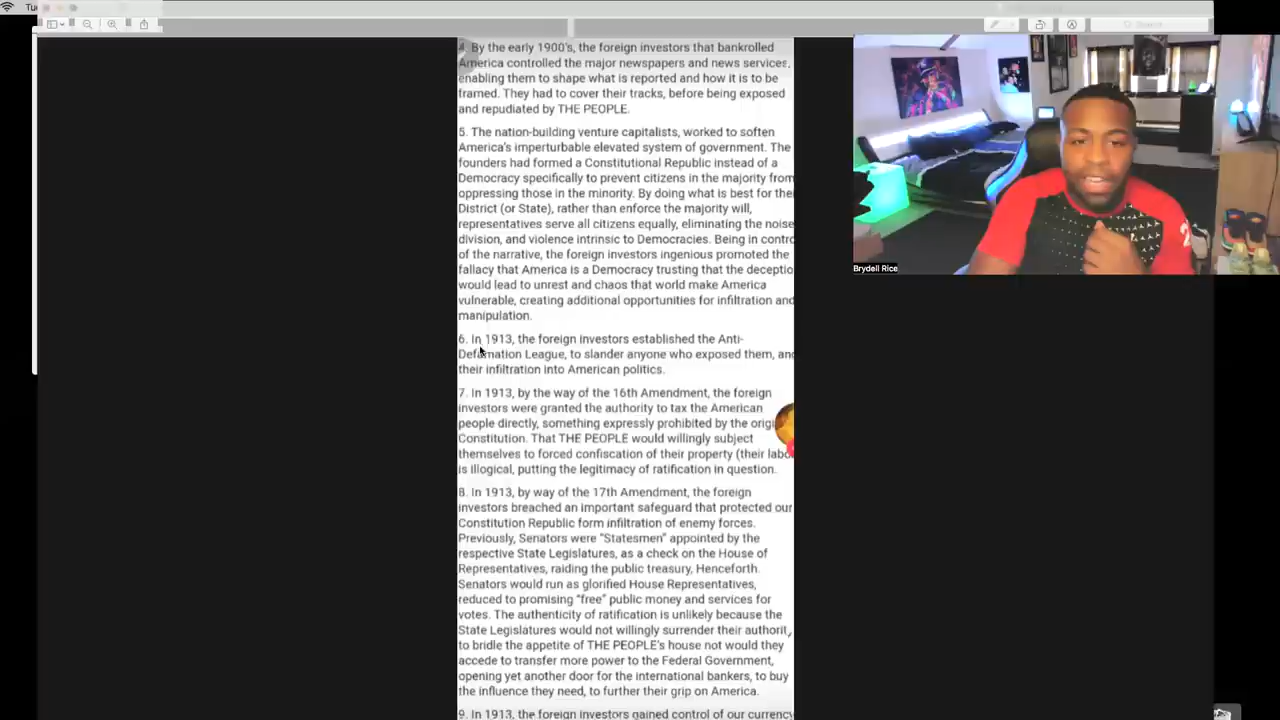 Tu
Search
4. By the early 1900's, the foreign investors that bankrolled
America controlled the major newspapers and news services,
enabling them to shape what is reported and how it is to be
framed. They had to cover their tracks, before being exposed
and repudiated by THE PEOPLE.
5. The nation-building venture capitalists, worked to soften
America's imperturbable elevated system of government. The
founders had formed a Constitutional Republic instead of a
Democracy specifically to prevent citizens in the majority from
oppressing those in the minority. By doing what is best for thei
District (or State), rather than enforce the majority will,
representatives serve all citizens equally, eliminating the noise
division, and violence intrinsic to Democracies. Being in contro
of the narrative, the foreign investors ingenious promoted the
fallacy that America is a Democracy trusting that the deceptio
would lead to unrest and chaos that world make America
vulnerable, creating additional opportunities for infiltration and
manipulation.
6. In 1913, the foreign investors established the Anti-
Defamation League, to slander anyone who exposed them, and
their infiltration into American politics.
7. In 1913, by the way of the 16th Amendment, the foreign
investors were granted the authority to tax the American
people directly, something expressly prohibited by the origi
Constitution. That THE PEOPLE would willingly subject
themselves to forced confiscation of their property (their labo
is illogical, putting the legitimacy of ratification in question.
8. In 1913, by way of the 17th Amendment, the foreign
investors breached an important safeguard that protected our
Constitution Republic form infiltration of enemy forces.
Previously, Senators were “Statesmen” appointed by the
respective State Legislatures, as a check on the House of
Representatives, raiding the public treasury, Henceforth.
Senators would run as glorified House Representatives,
reduced to promising “free” public money and services for
votes. The authenticity of ratification is unlikely because the
State Legislatures would not willingly surrender their authority
to bridle the appetite of THE PEOPLE's house not would they
accede to transfer more power to the Federal Government,
opening yet another door for the international bankers, to buy
the influence they need, to further their grip on America.
9. In 1913, the foreign investors gained control of our currency
Brydell Rice